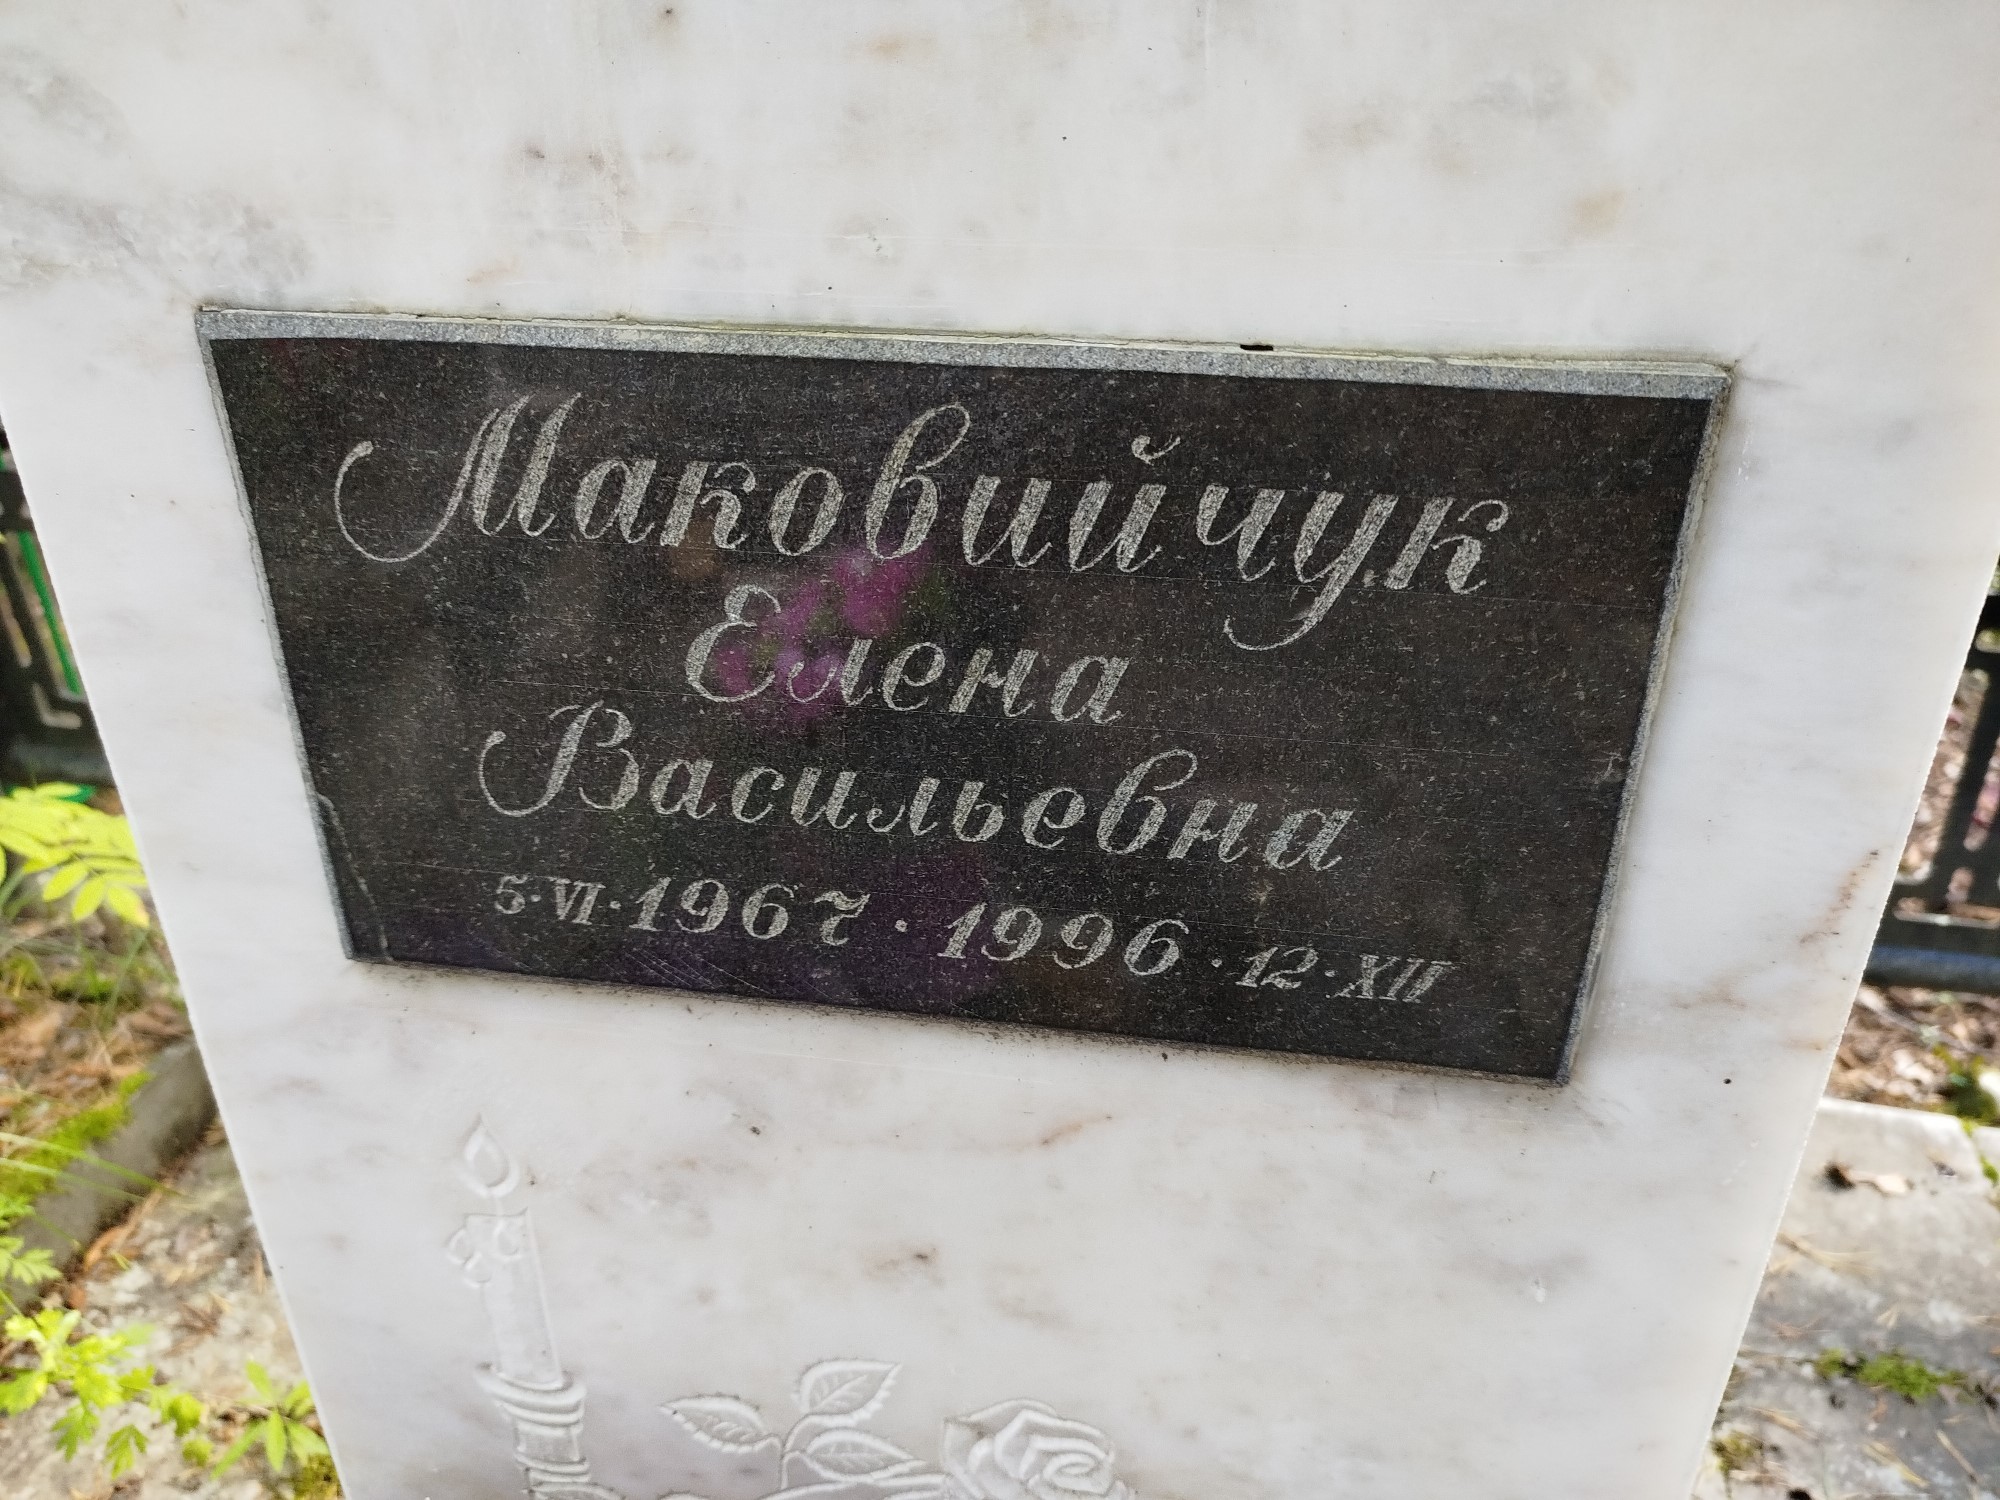 Маковийчук
Елена
Васильевна
5·VI·1967·1996·12·XII